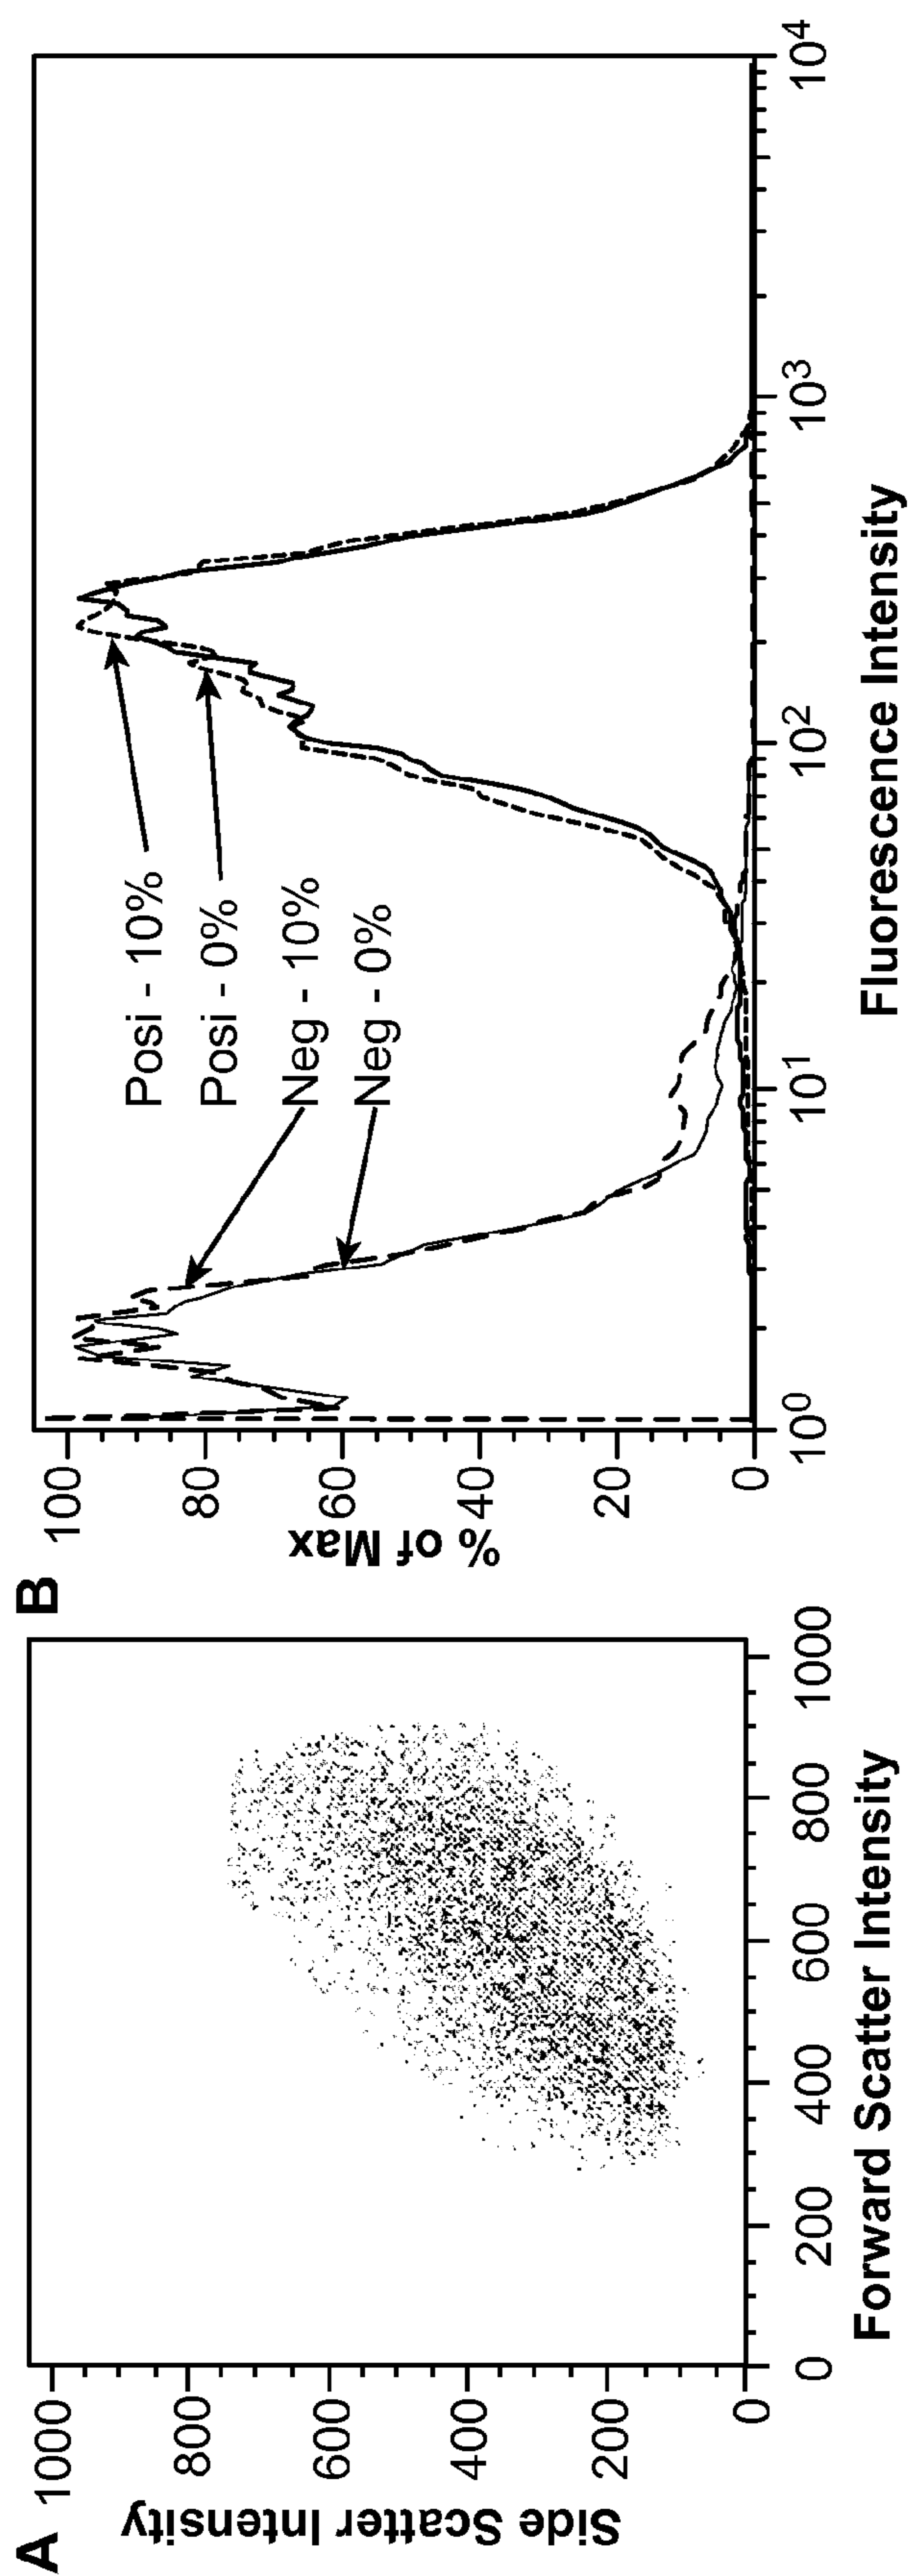 A
Side Scatter Intensity
1000
800
600
400
200
0
0 200 400 600 800 1000
Forward Scatter Intensity
B
% of Max
100
80
60
40
20
0
Posi - 10%
Posi - 0%
Neg - 10%
Neg - 0%
10⁰ 10¹ 10² 10³ 10⁴
Fluorescence Intensity